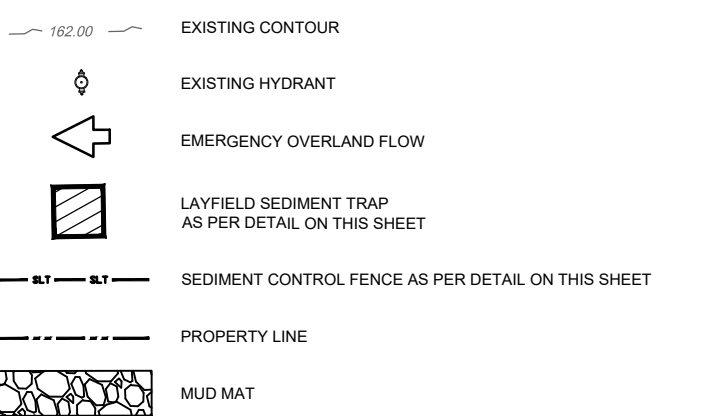 162.00 EXISTING CONTOUR
EXISTING HYDRANT
EMERGENCY OVERLAND FLOW
LAYFIELD SEDIMENT TRAP
AS PER DETAIL ON THIS SHEET
SLT SLT SEDIMENT CONTROL FENCE AS PER DETAIL ON THIS SHEET
PROPERTY LINE
MUD MAT